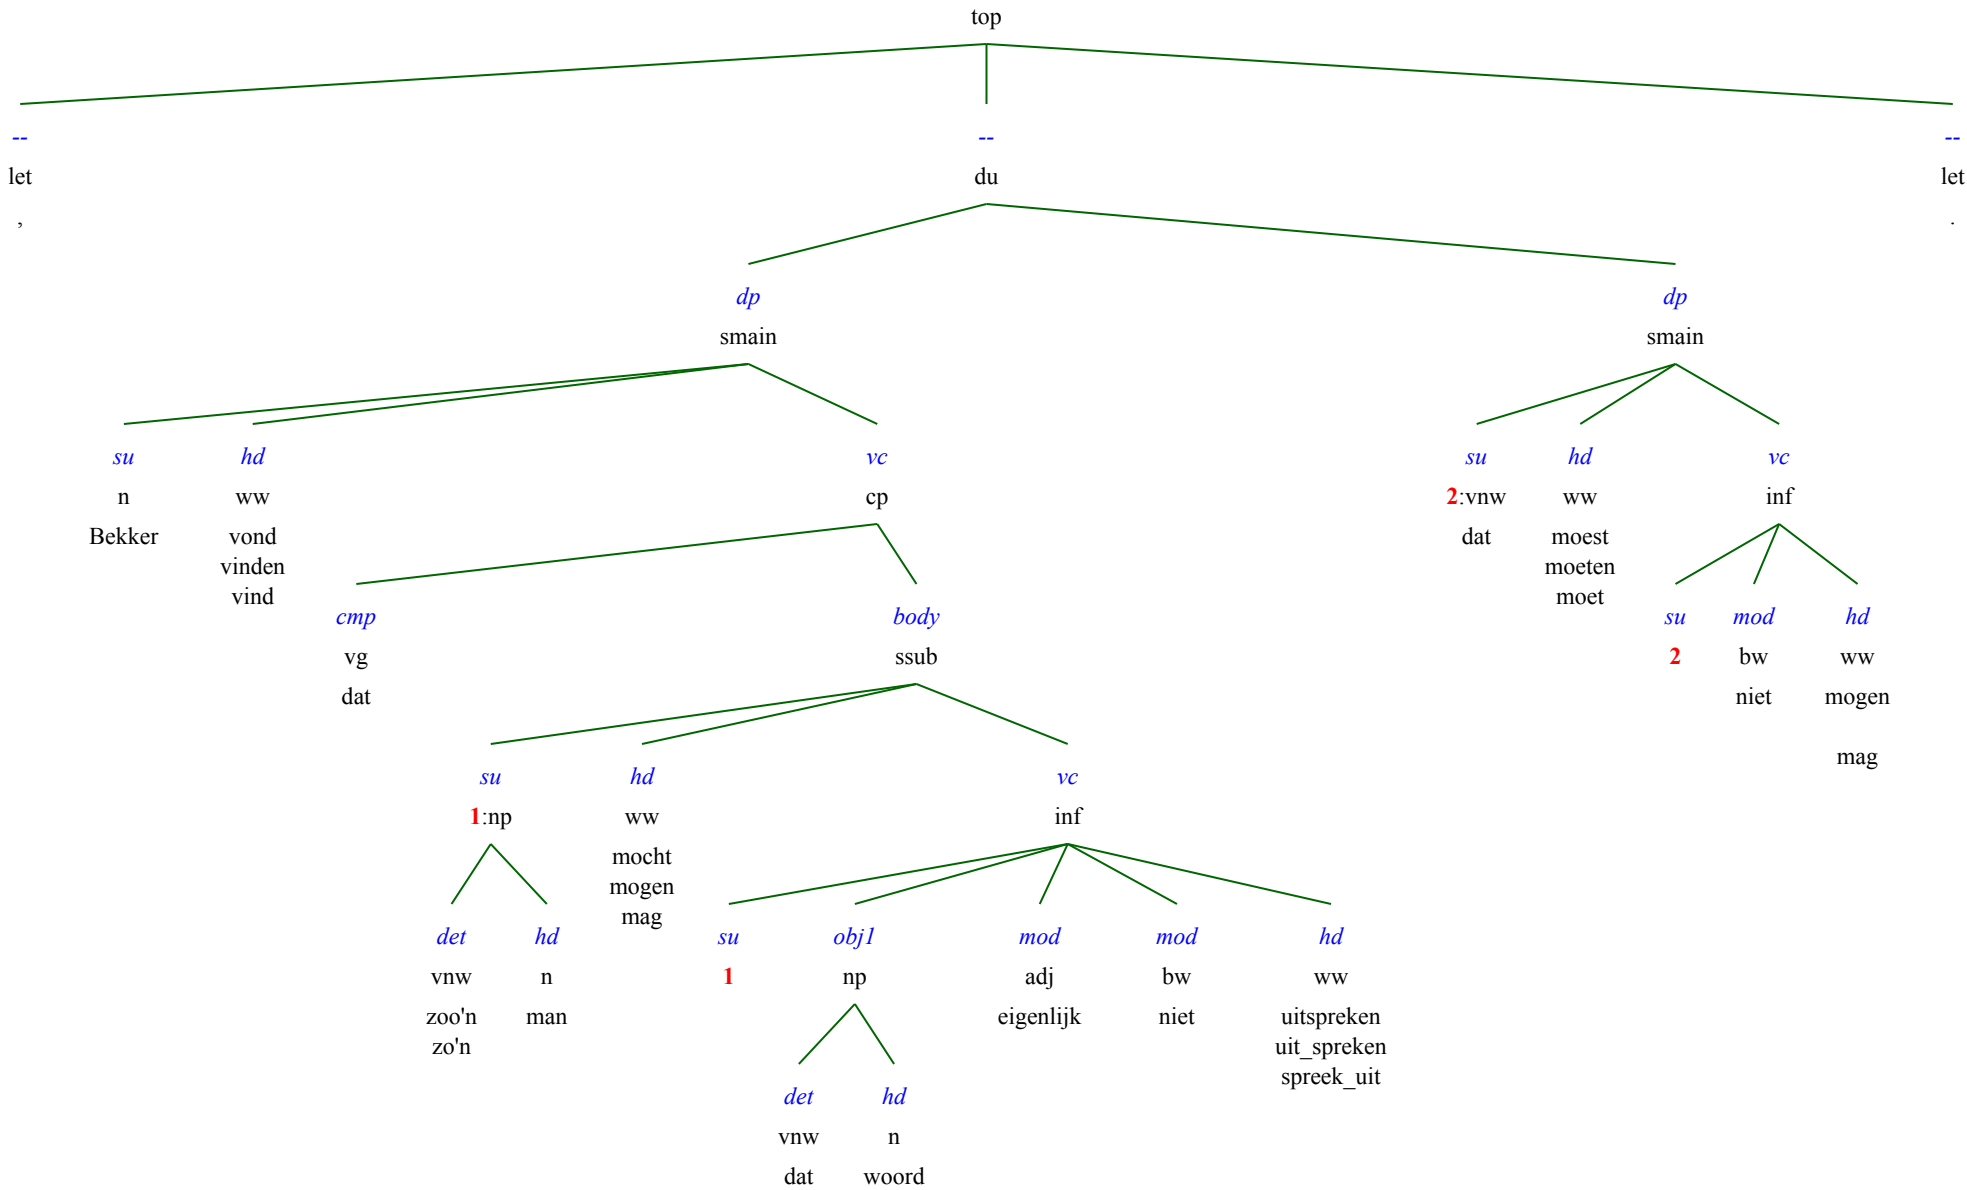 top
-- -- --
let du let
, .
dp dp
smain smain
su hd vc su hd vc
n ww cp 2:vnw ww inf
Bekker vond dat moest
vinden moeten
vind moet
cmp body su mod hd
vg ssub 2 bw ww
dat niet mogen
mag
su hd vc
1:np ww inf
mocht
mogen
mag
det hd su obj1 mod mod hd
vnw n 1 np adj bw ww
zoo'n man eigenlijk niet uitspreken
zo'n uit_spreken
spreek_uit
det hd
vnw n
dat woord